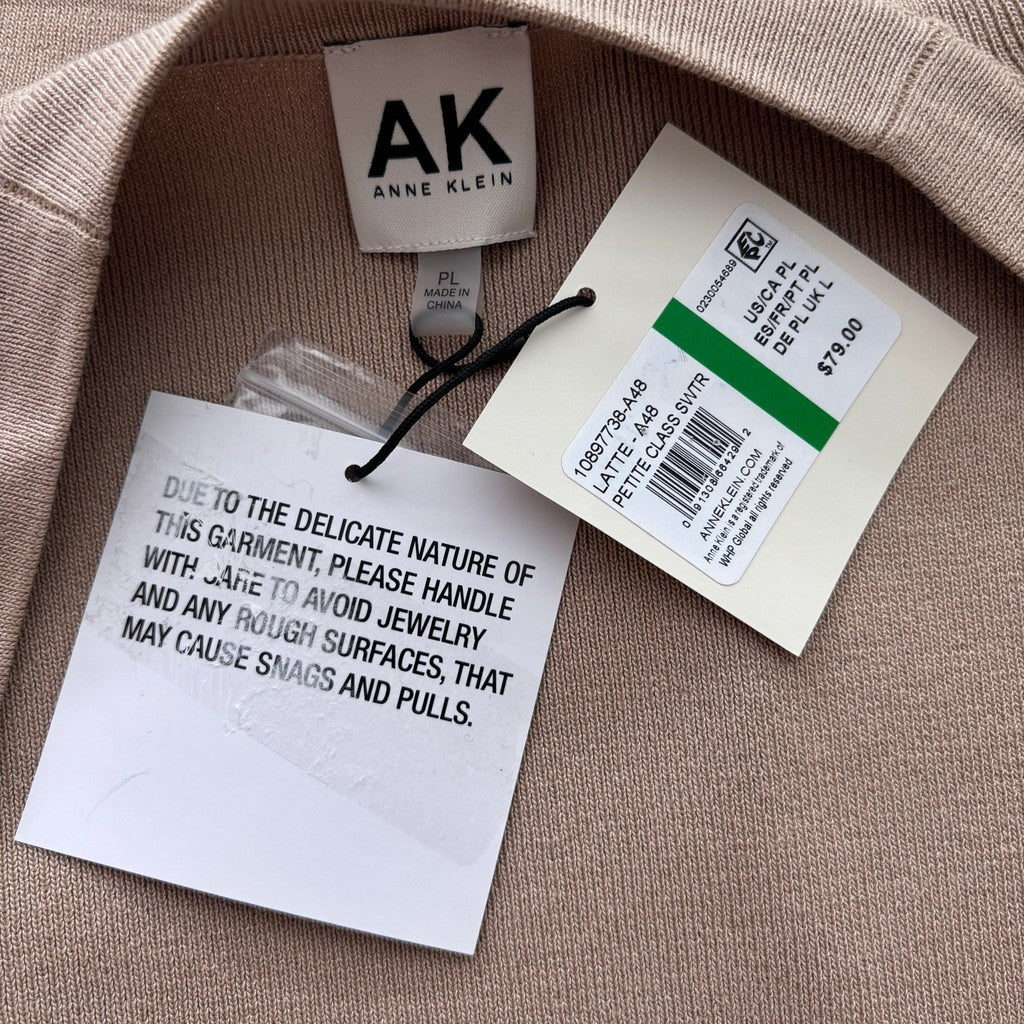 AK
ANNE KLEIN
PL
MADE IN
CHINA
DUE TO THE DELICATE NATURE OF
THIS GARMENT, PLEASE HANDLE
WITH CARE TO AVOID JEWELRY
AND ANY ROUGH SURFACES, THAT
MAY CAUSE SNAGS AND PULLS.
EPC
0230054689
US/CA PL
ES/FR/PT PL
DE PL UK L
$79.00
10897738-A48
LATTE - A48
PETITE CLASS SWTR
ANNEKLEIN.COM
Anne Klein is a registered trademark of
WHP Global all rights reserved